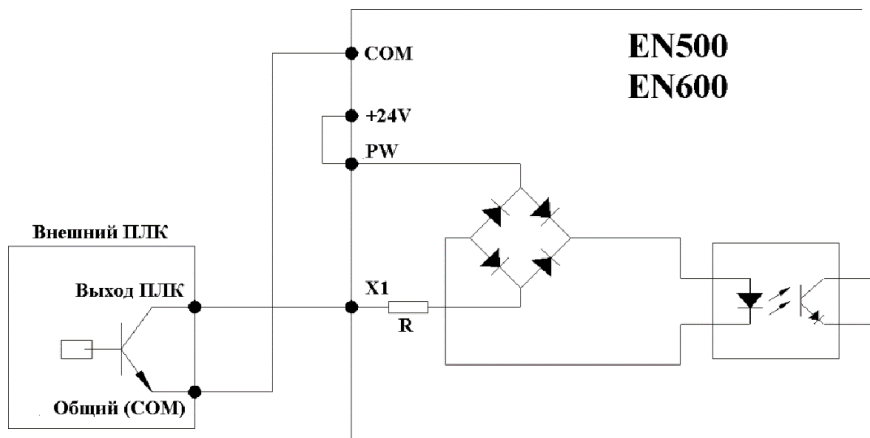 EN500
EN600
COM
+24V
PW
Внешний ПЛК
Выход ПЛК
X1
R
Общий (COM)